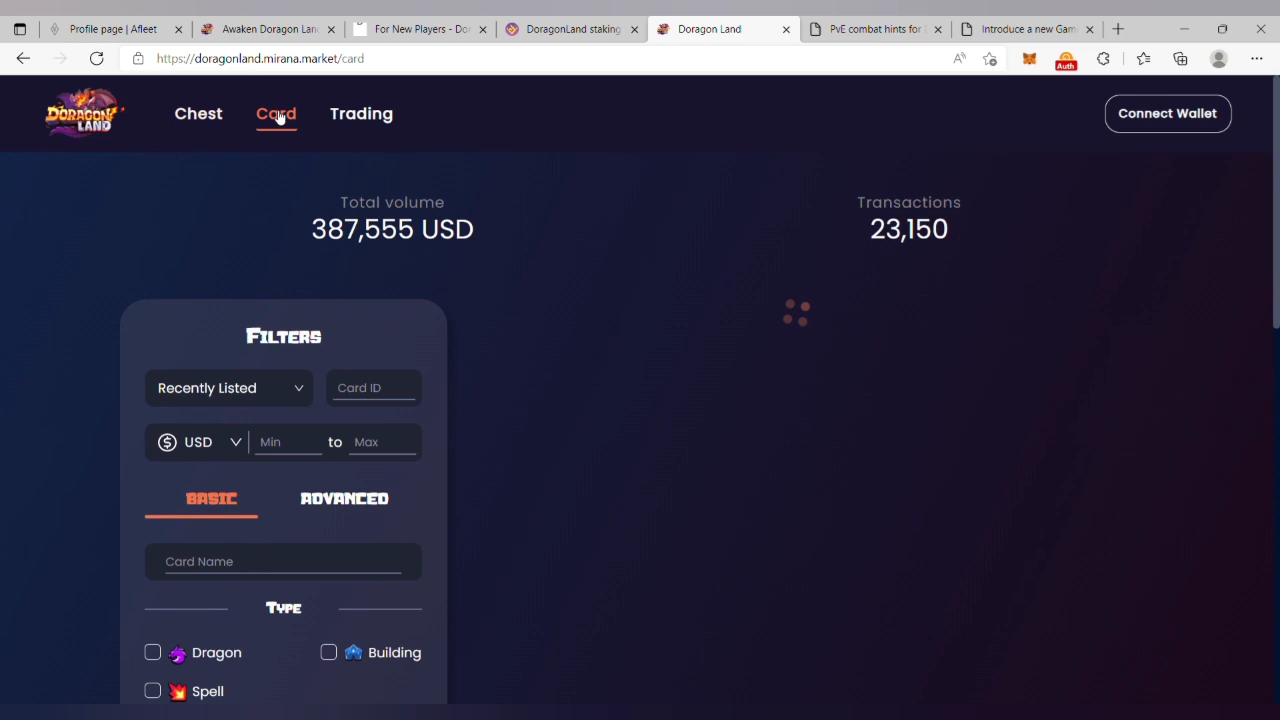 Profile page | Afleet
Awaken Doragon Lan
For New Players - Dor
DoragonLand staking
Doragon Land
PvE combat hints for
Introduce a new Gam
https://doragonland.mirana.market/card
Auth
DORAGON
LAND
Chest
Card
Trading
Connect Wallet
Total volume
Transactions
387,555 USD
23,150
Filters
Recently Listed
Card ID
USD
Min
to
Max
BASIC
ADVANCED
Card Name
Type
Dragon
Building
Spell